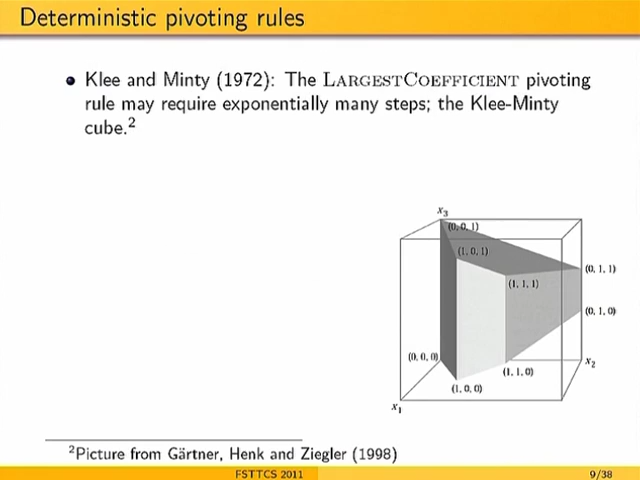 Deterministic pivoting rules
Klee and Minty (1972): The LARGESTCOEFFICIENT pivoting
rule may require exponentially many steps; the Klee-Minty
cube.²
x₃
(0, 0, 1)
(1, 0, 1)
(0, 1, 1)
(1, 1, 1)
(0, 1, 0)
(0, 0, 0)
x₂
(1, 1, 0)
(1, 0, 0)
x₁
²Picture from Gärtner, Henk and Ziegler (1998)
FSTTCS 2011
9/38